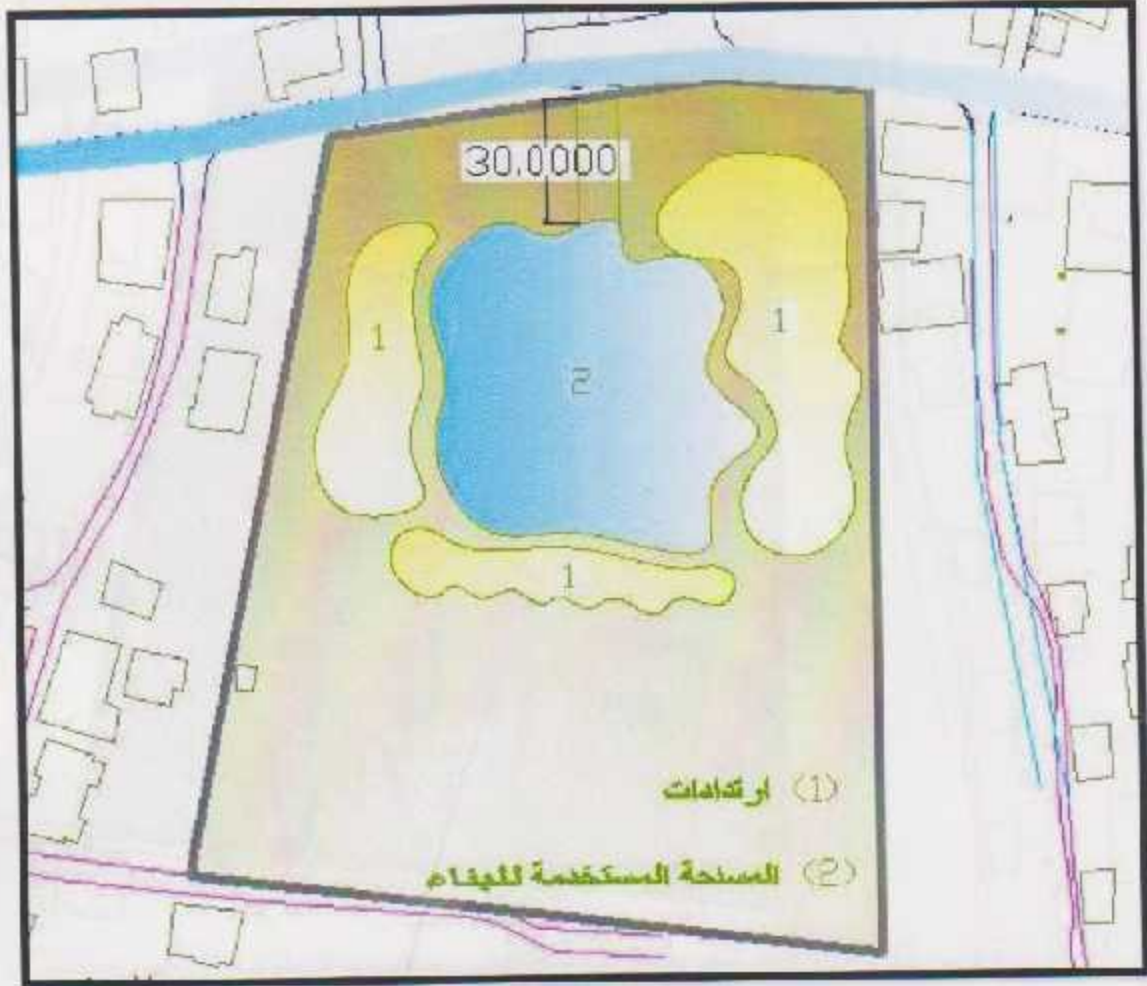 30.0000
1
1
2
1
(1) ارتدادات
(2) المساحة المستخدمة للبناء